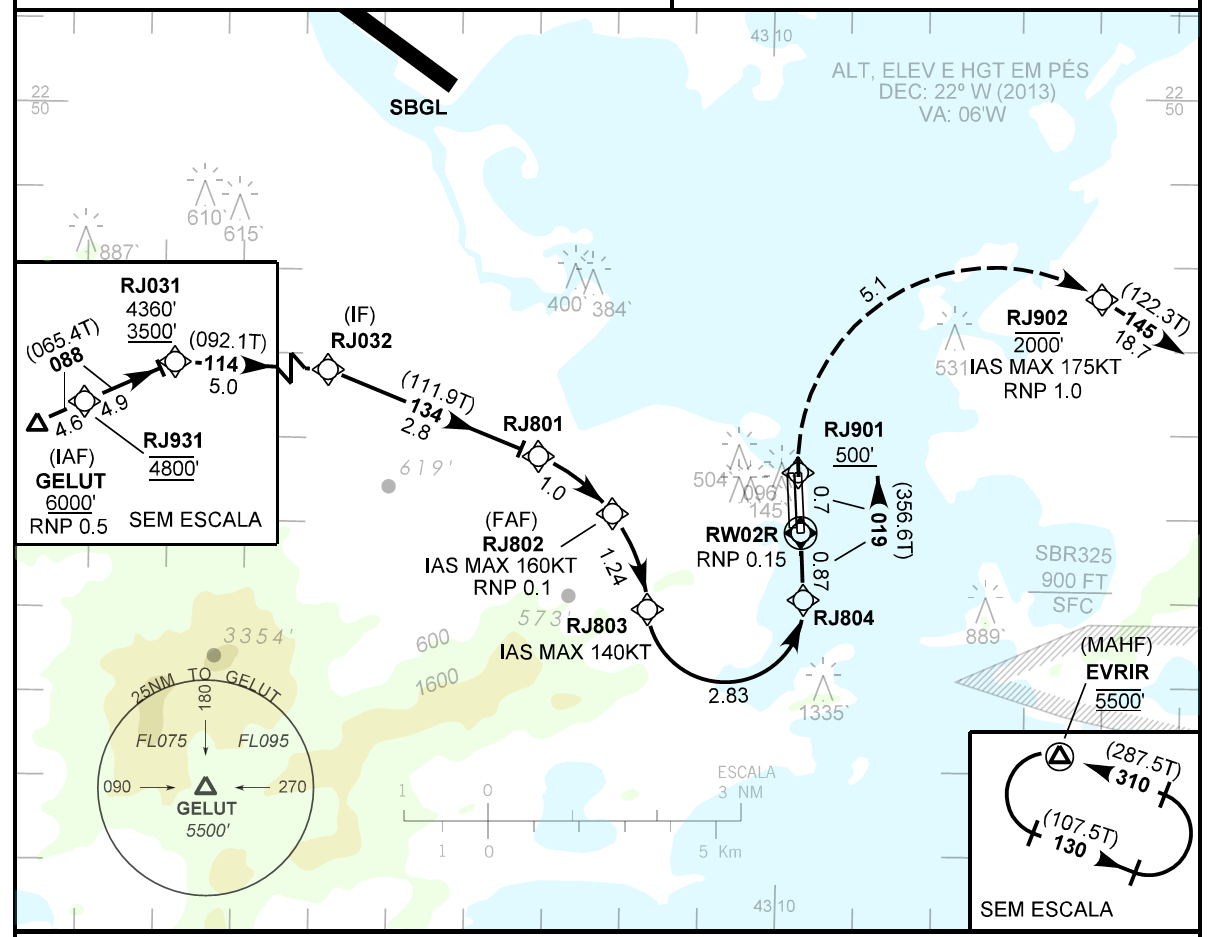 43 10
ALT, ELEV E HGT EM PÉS
DEC: 22º W (2013)
VA: 06'W
22
50
22
50
SBGL
610`
615`
887`
400`
384`
RJ031
4360'
3500'
(065.4T)
088
(092.1T)
114
5.0
4.9
4.6
RJ931
4800'
(IAF)
GELUT
6000'
RNP 0.5
SEM ESCALA
(IF)
RJ032
(111.9T)
134
2.8
RJ801
1.0
619'
(FAF)
RJ802
IAS MAX 160KT
RNP 0.1
1.24
573'
RJ803
IAS MAX 140KT
2.83
RJ804
0.87
0.7
019
(356.6T)
RW02R
RNP 0.15
504`
096`
145`
RJ901
500'
5.1
531`
RJ902
2000'
IAS MAX 175KT
RNP 1.0
(122.3T)
145
18.7
SBR325
900 FT
SFC
889`
1335`
3354'
600
1600
25NM TO GELUT
180
FL075
FL095
090
270
GELUT
5500'
ESCALA
1 0 3 NM
1 0 5 Km
43 10
(MAHF)
EVRIR
5500'
(287.5T)
310
(107.5T)
130
SEM ESCALA